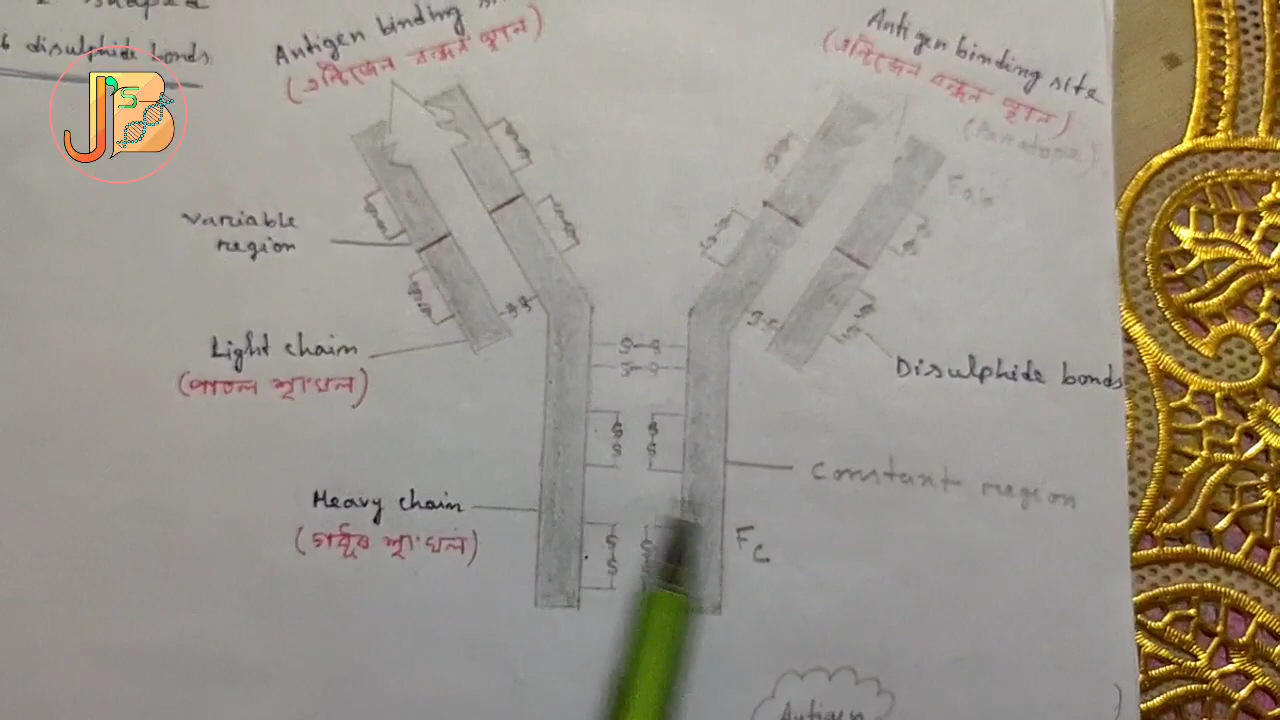 6 disulphide bonds
J'S B
Antigen binding
(এন্টিজেন বন্ধন স্থান)
Antigen binding site
(এন্টিজেন বন্ধন স্থান)
(Paratope)
Fab
Variable
region
Light chain
(পাতল শৃংখল)
Disulphide bonds
Constant region
Heavy chain
(গধুৰ শৃংখল)
Fc
Antigen